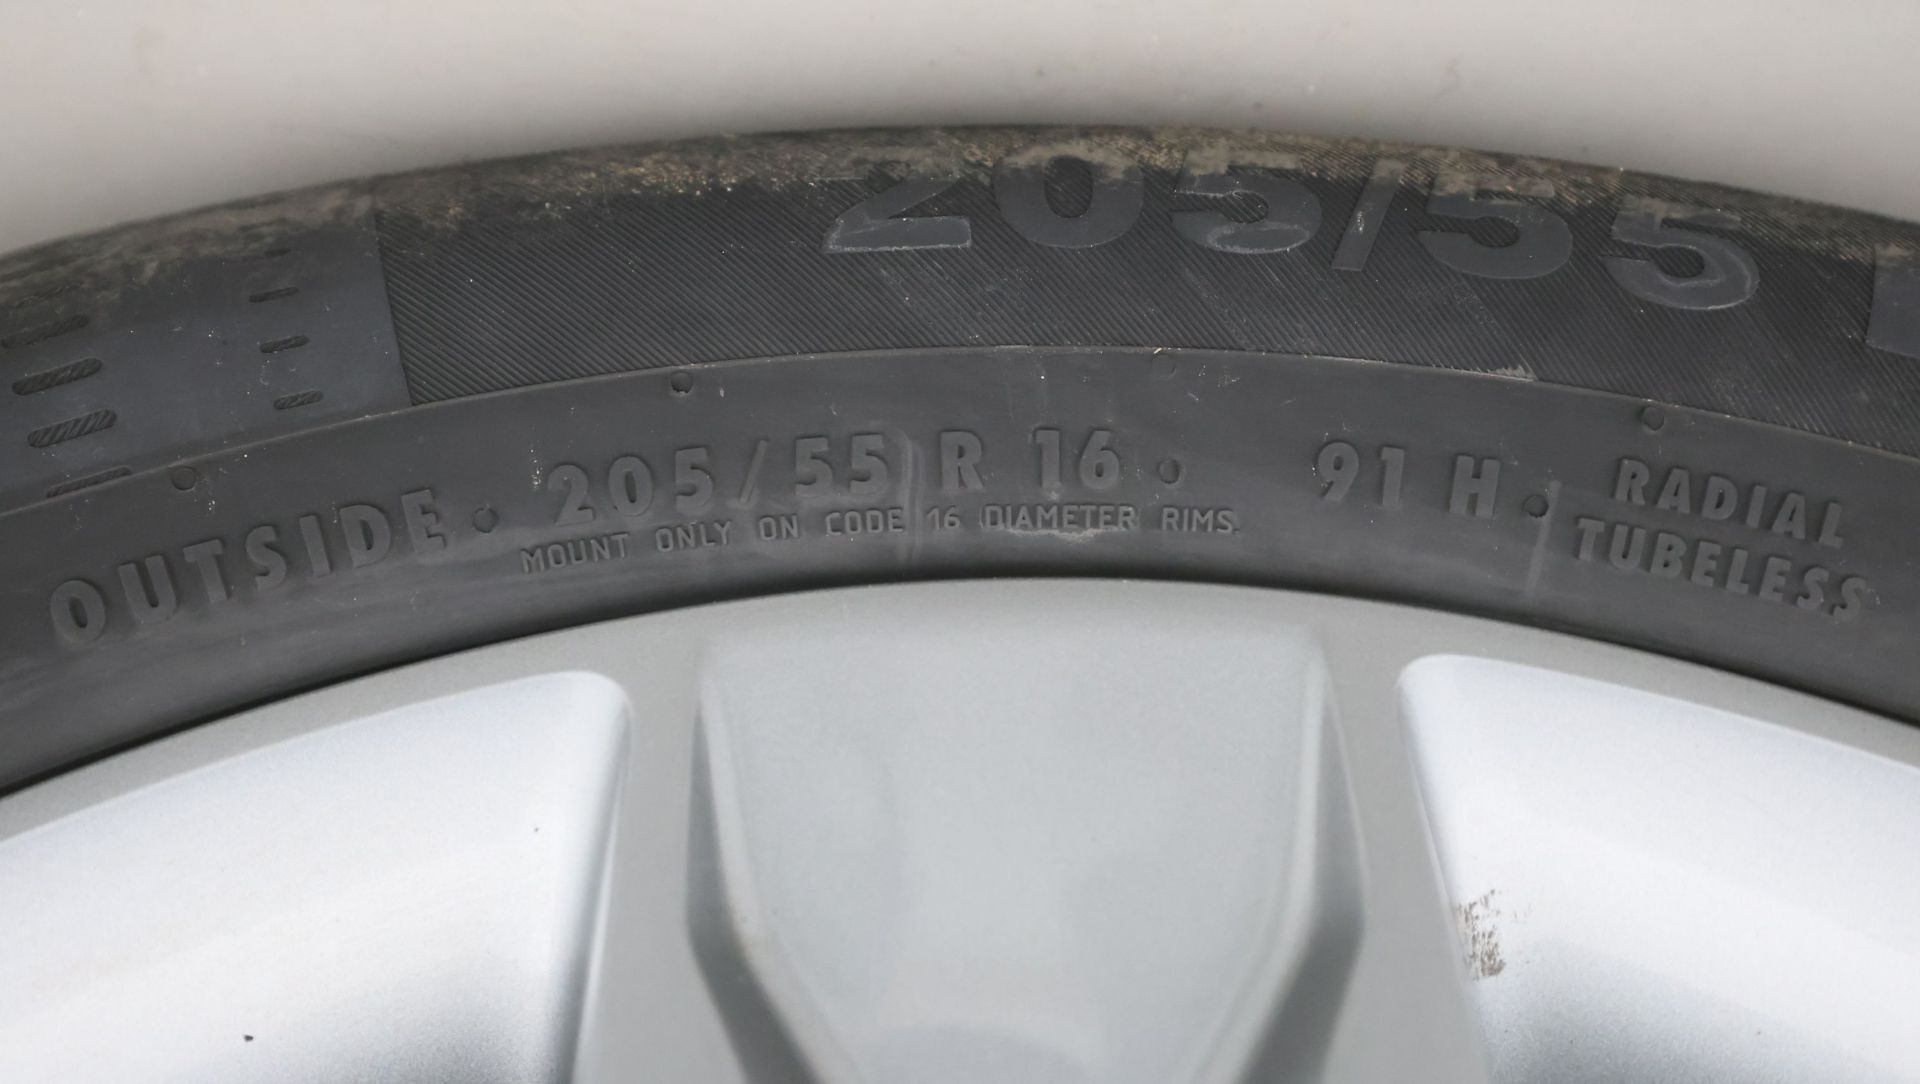 205/55
OUTSIDE · 205/55 R 16 · 91 H · RADIAL TUBELESS
MOUNT ONLY ON CODE 16 DIAMETER RIMS.